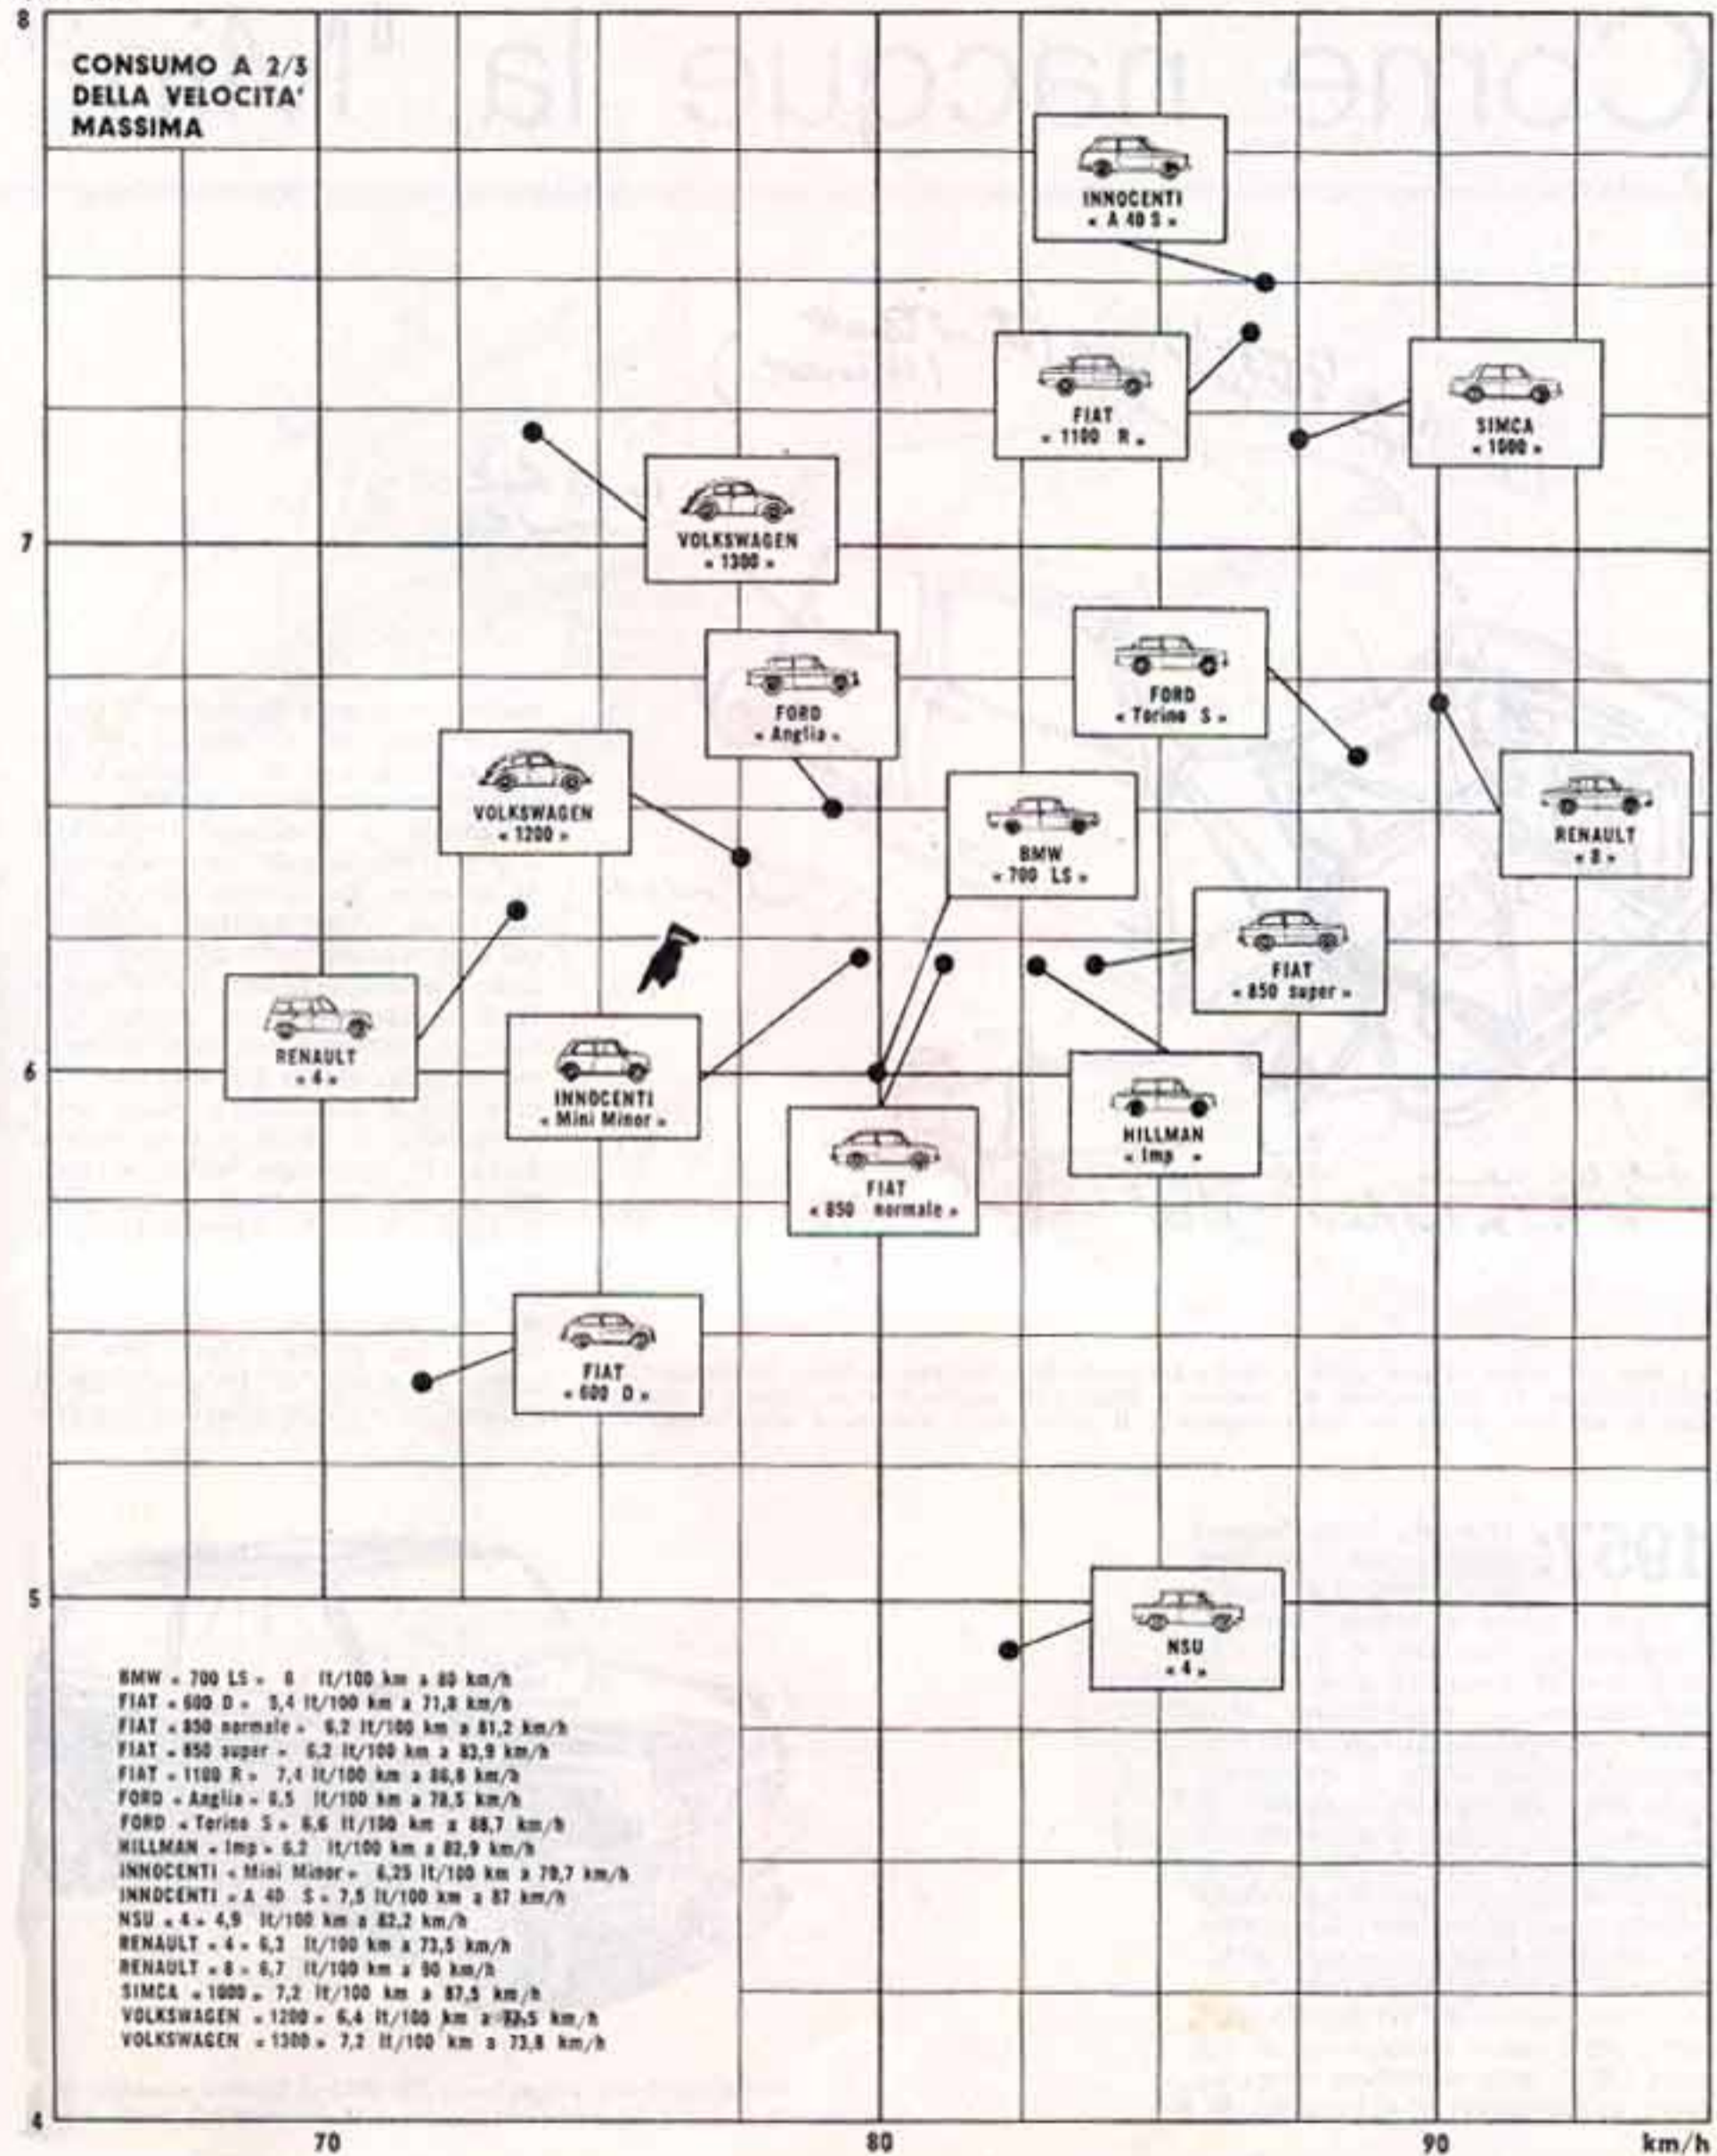 8
CONSUMO A 2/3
DELLA VELOCITA'
MASSIMA
INNOCENTI
« A 40 S »
FIAT
« 1100 R »
SIMCA
« 1000 »
7
VOLKSWAGEN
« 1300 »
FORD
« Anglia »
FORD
« Torino S »
VOLKSWAGEN
« 1200 »
BMW
« 700 LS »
RENAULT
« 8 »
FIAT
« 850 super »
RENAULT
« 4 »
6
INNOCENTI
« Mini Minor »
HILLMAN
« Imp »
FIAT
« 850 normale »
FIAT
« 600 D »
5
NSU
« 4 »
BMW « 700 LS » 6 lt/100 km a 80 km/h
FIAT « 600 D » 5,4 lt/100 km a 71,8 km/h
FIAT « 850 normale » 6,2 lt/100 km a 81,2 km/h
FIAT « 850 super » 6,2 lt/100 km a 83,9 km/h
FIAT « 1100 R » 7,4 lt/100 km a 86,6 km/h
FORD « Anglia » 6,5 lt/100 km a 79,5 km/h
FORD « Torino S » 6,6 lt/100 km a 88,7 km/h
HILLMAN « Imp » 6,2 lt/100 km a 82,9 km/h
INNOCENTI « Mini Minor » 6,25 lt/100 km a 79,7 km/h
INNOCENTI « A 40 S » 7,5 lt/100 km a 87 km/h
NSU « 4 » 4,9 lt/100 km a 82,2 km/h
RENAULT « 4 » 6,3 lt/100 km a 73,5 km/h
RENAULT « 8 » 6,7 lt/100 km a 90 km/h
SIMCA « 1000 » 7,2 lt/100 km a 87,5 km/h
VOLKSWAGEN « 1200 » 6,4 lt/100 km a km/h
VOLKSWAGEN « 1300 » 7,2 lt/100 km a 73,8 km/h
4
70
80
90
km/h